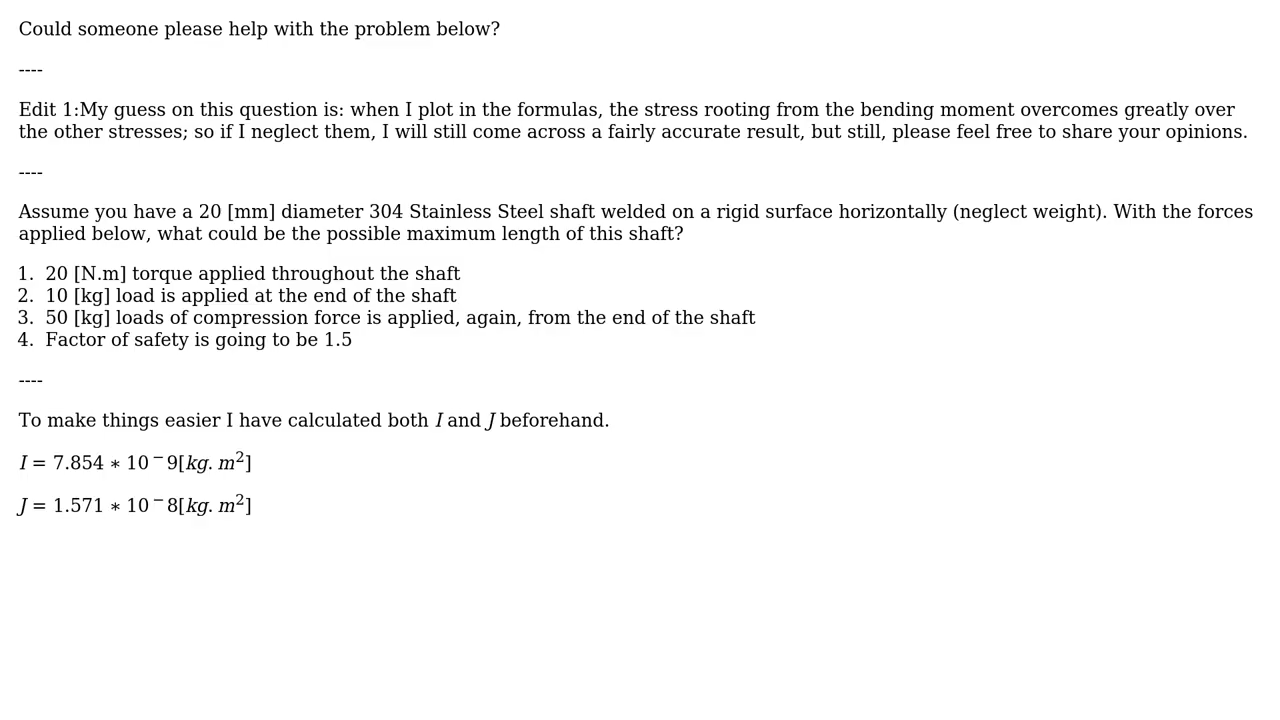 Could someone please help with the problem below?
----
Edit 1:My guess on this question is: when I plot in the formulas, the stress rooting from the bending moment overcomes greatly over
the other stresses; so if I neglect them, I will still come across a fairly accurate result, but still, please feel free to share your opinions.
----
Assume you have a 20 [mm] diameter 304 Stainless Steel shaft welded on a rigid surface horizontally (neglect weight). With the forces
applied below, what could be the possible maximum length of this shaft?
1. 20 [N.m] torque applied throughout the shaft
2. 10 [kg] load is applied at the end of the shaft
3. 50 [kg] loads of compression force is applied, again, from the end of the shaft
4. Factor of safety is going to be 1.5
----
To make things easier I have calculated both I and J beforehand.
I = 7.854 ∗ 10⁻9[kg. m²]
J = 1.571 ∗ 10⁻8[kg. m²]